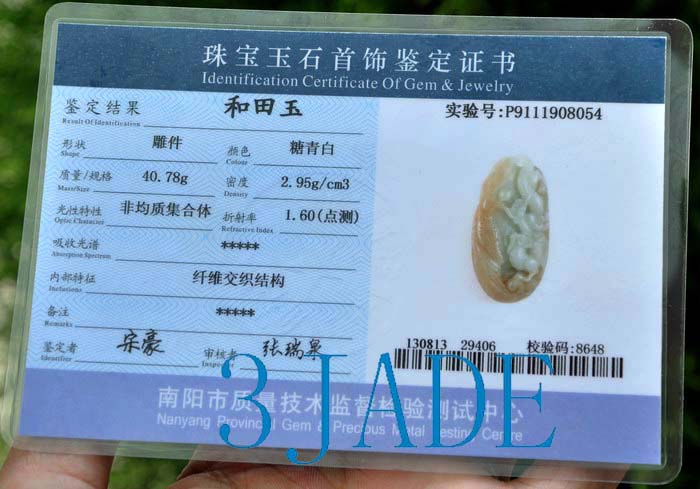 珠宝玉石首饰鉴定证书
Identification Certificate Of Gem & Jewelry
鉴定结果 和田玉
Result Of Identification
实验号:P9111908054
形状 雕件 颜色 糖青白
Shape Colour
质量/规格 40.78g 密度 2.95g/cm3
Mass/Size Density
光性特性 非均质集合体 折射率 1.60(点测)
Optic Character Refractive Index
吸收光谱 *****
Absorption Spectrum
内部特征 纤维交织结构
Inclusions
备注 *****
Remarks
鉴定者 宋豪 审核者 张瑞
Identifier Inspector
130813 29406 校验码:8648
3 JADE
南阳市质量技术监督检验测试中心
Nanyang Provincial Gem & Precious Metal Testing Centre